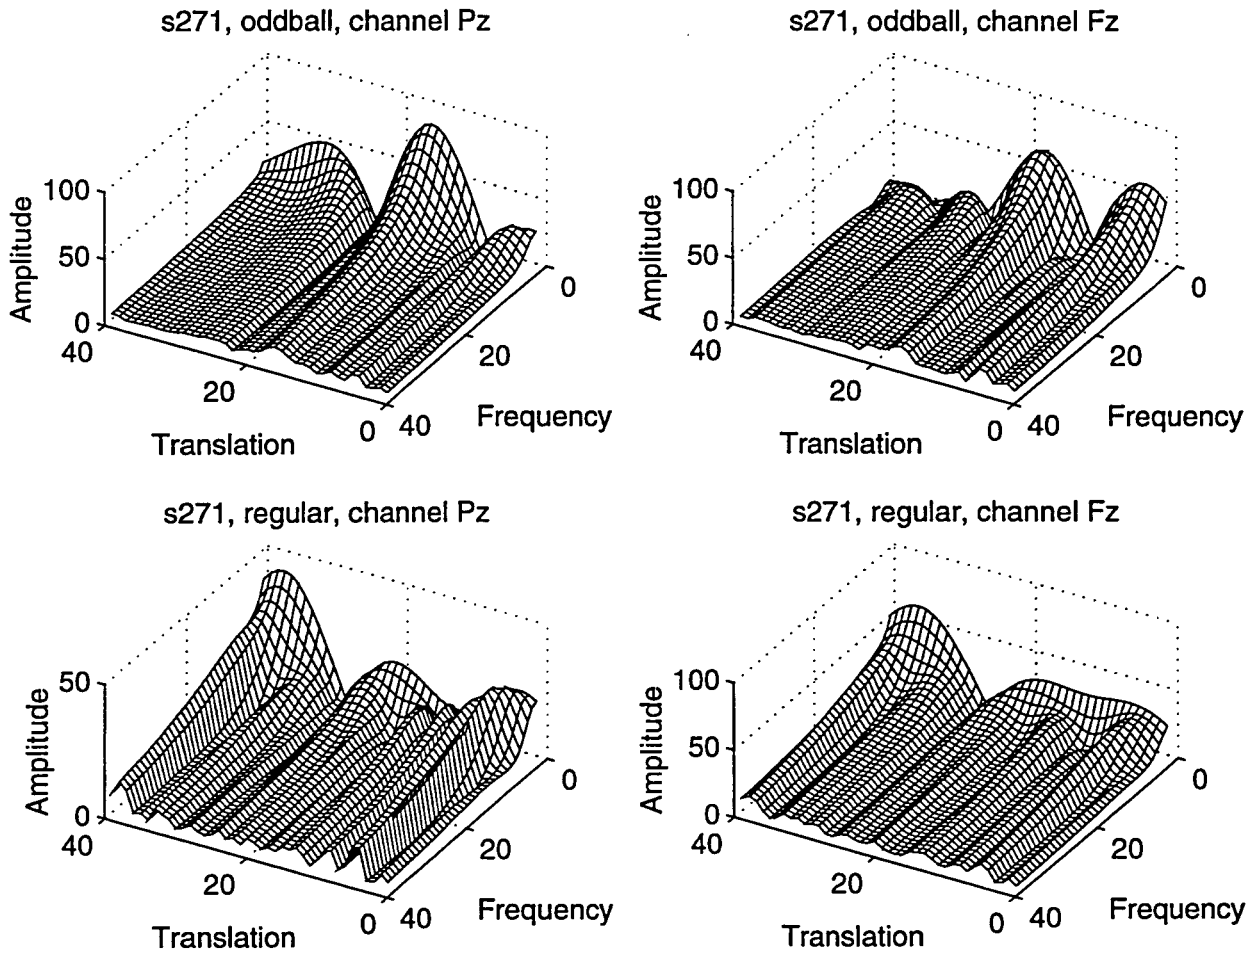 s271, oddball, channel Pz
Amplitude
100
50
0
40
20
0
Translation
40
20
0
Frequency
s271, oddball, channel Fz
Amplitude
100
50
0
40
20
0
Translation
40
20
0
Frequency
s271, regular, channel Pz
Amplitude
50
0
40
20
0
Translation
40
20
0
Frequency
s271, regular, channel Fz
Amplitude
100
50
0
40
20
0
Translation
40
20
0
Frequency